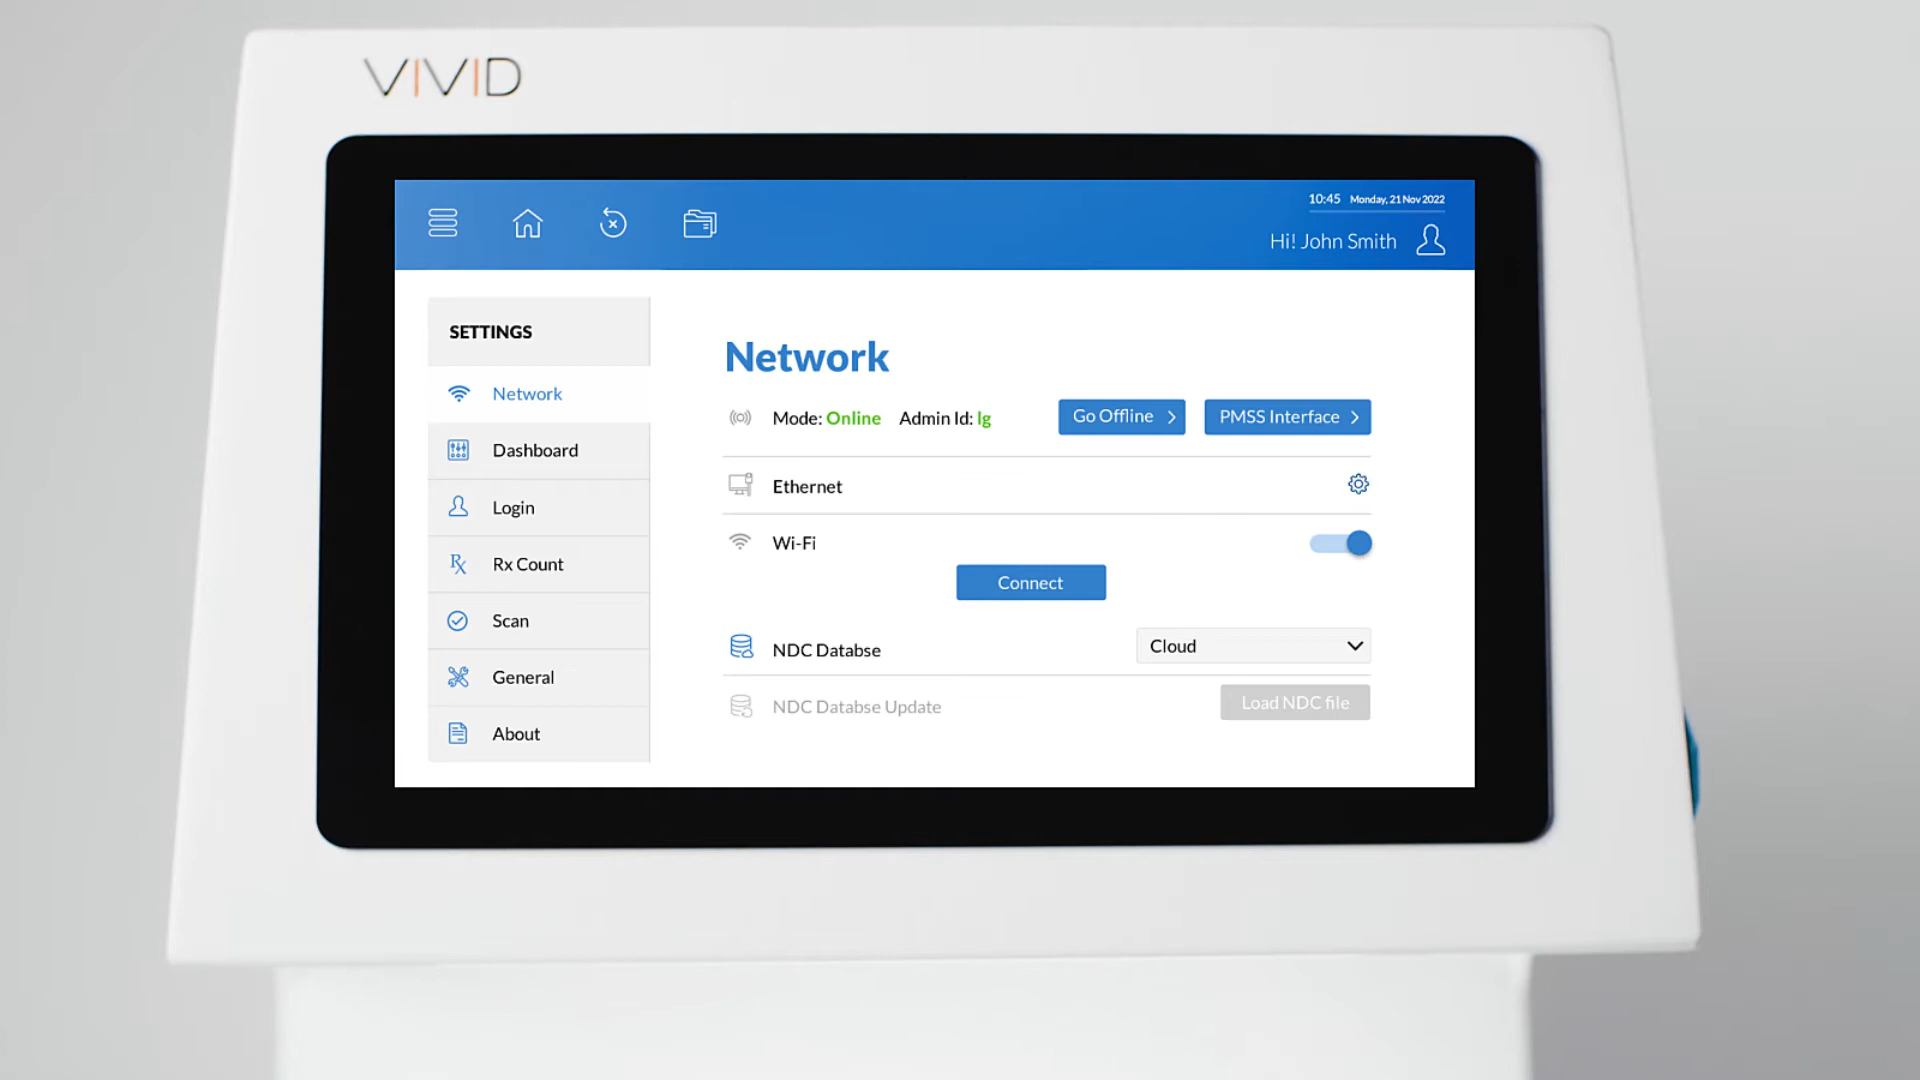 VIVID
10:45 Monday, 21 Nov 2022
Hi! John Smith
SETTINGS
Network
Dashboard
Login
Rx Rx Count
Scan
General
About
Network
Mode: Online Admin Id: lg Go Offline PMSS Interface
Ethernet
Wi-Fi
Connect
NDC Databse Cloud
NDC Databse Update Load NDC file